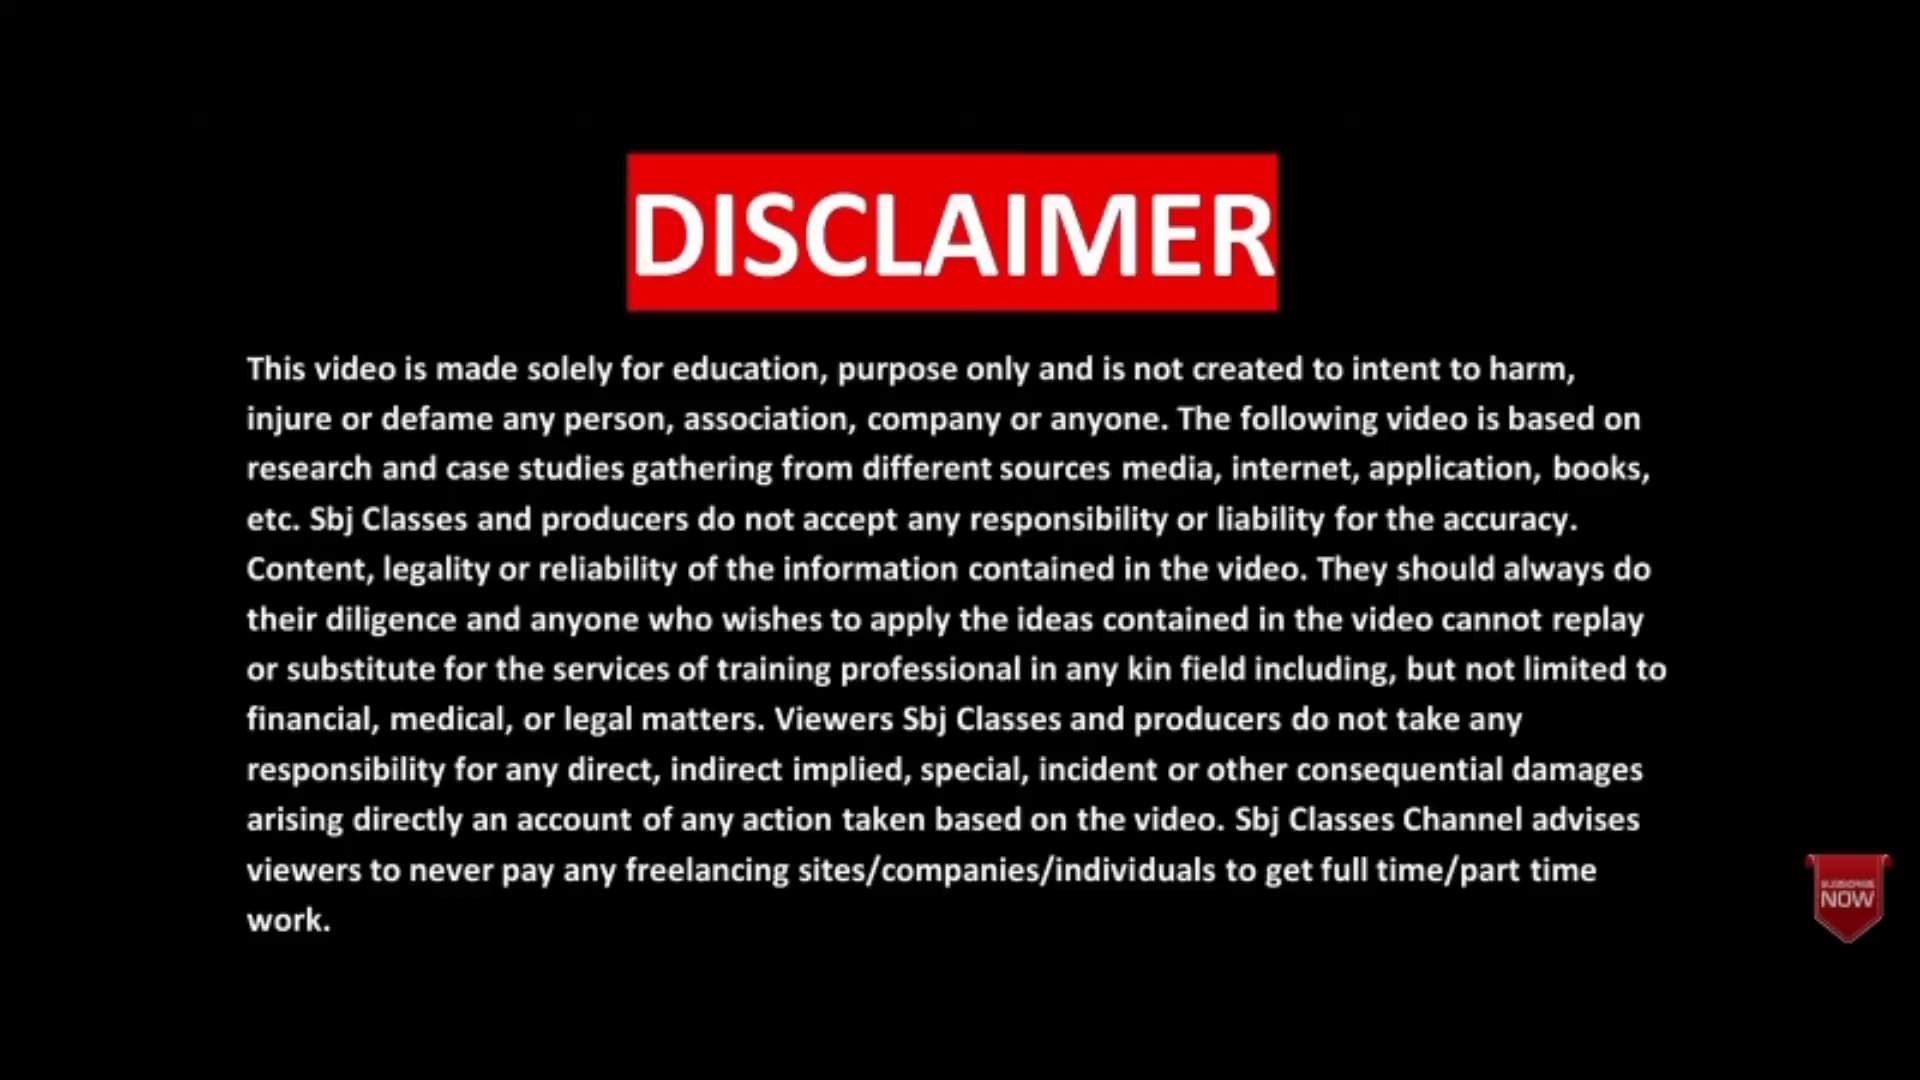 DISCLAIMER
This video is made solely for education, purpose only and is not created to intent to harm,
injure or defame any person, association, company or anyone. The following video is based on
research and case studies gathering from different sources media, internet, application, books,
etc. Sbj Classes and producers do not accept any responsibility or liability for the accuracy.
Content, legality or reliability of the information contained in the video. They should always do
their diligence and anyone who wishes to apply the ideas contained in the video cannot replay
or substitute for the services of training professional in any kin field including, but not limited to
financial, medical, or legal matters. Viewers Sbj Classes and producers do not take any
responsibility for any direct, indirect implied, special, incident or other consequential damages
arising directly an account of any action taken based on the video. Sbj Classes Channel advises
viewers to never pay any freelancing sites/companies/individuals to get full time/part time
work.
SUBSCRIBE
NOW